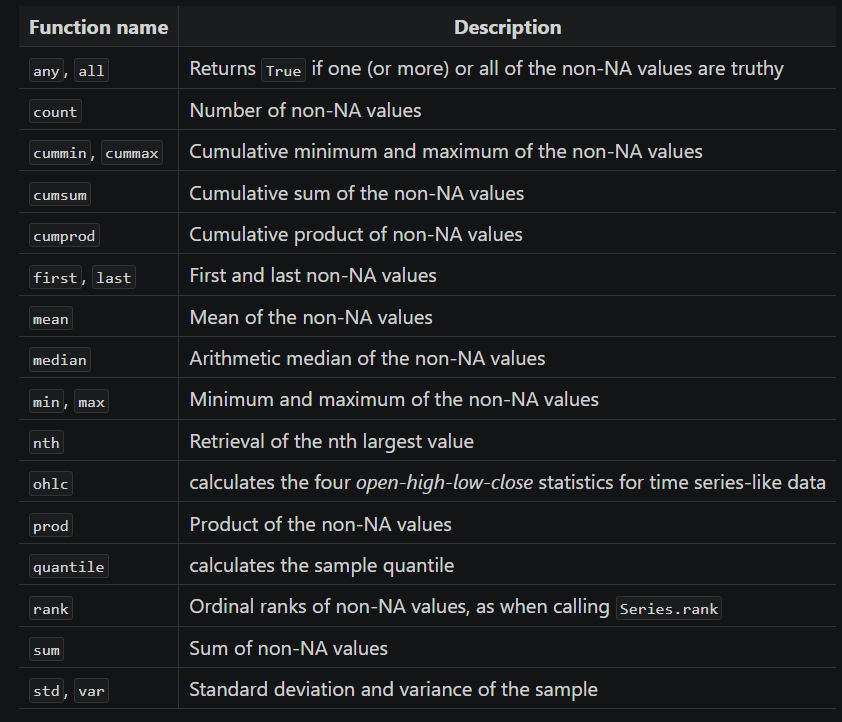 Function name Description
any, all Returns True if one (or more) or all of the non-NA values are truthy
count Number of non-NA values
cummin, cummax Cumulative minimum and maximum of the non-NA values
cumsum Cumulative sum of the non-NA values
cumprod Cumulative product of non-NA values
first, last First and last non-NA values
mean Mean of the non-NA values
median Arithmetic median of the non-NA values
min, max Minimum and maximum of the non-NA values
nth Retrieval of the nth largest value
ohlc calculates the four open-high-low-close statistics for time series-like data
prod Product of the non-NA values
quantile calculates the sample quantile
rank Ordinal ranks of non-NA values, as when calling Series.rank
sum Sum of non-NA values
std, var Standard deviation and variance of the sample